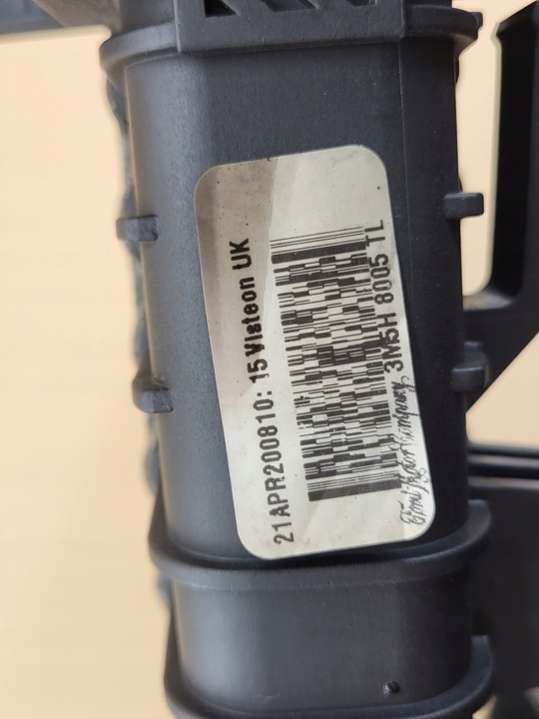 21APR200810:15 Visteon UK
Ford Motor Company 3M5H 8005 TL